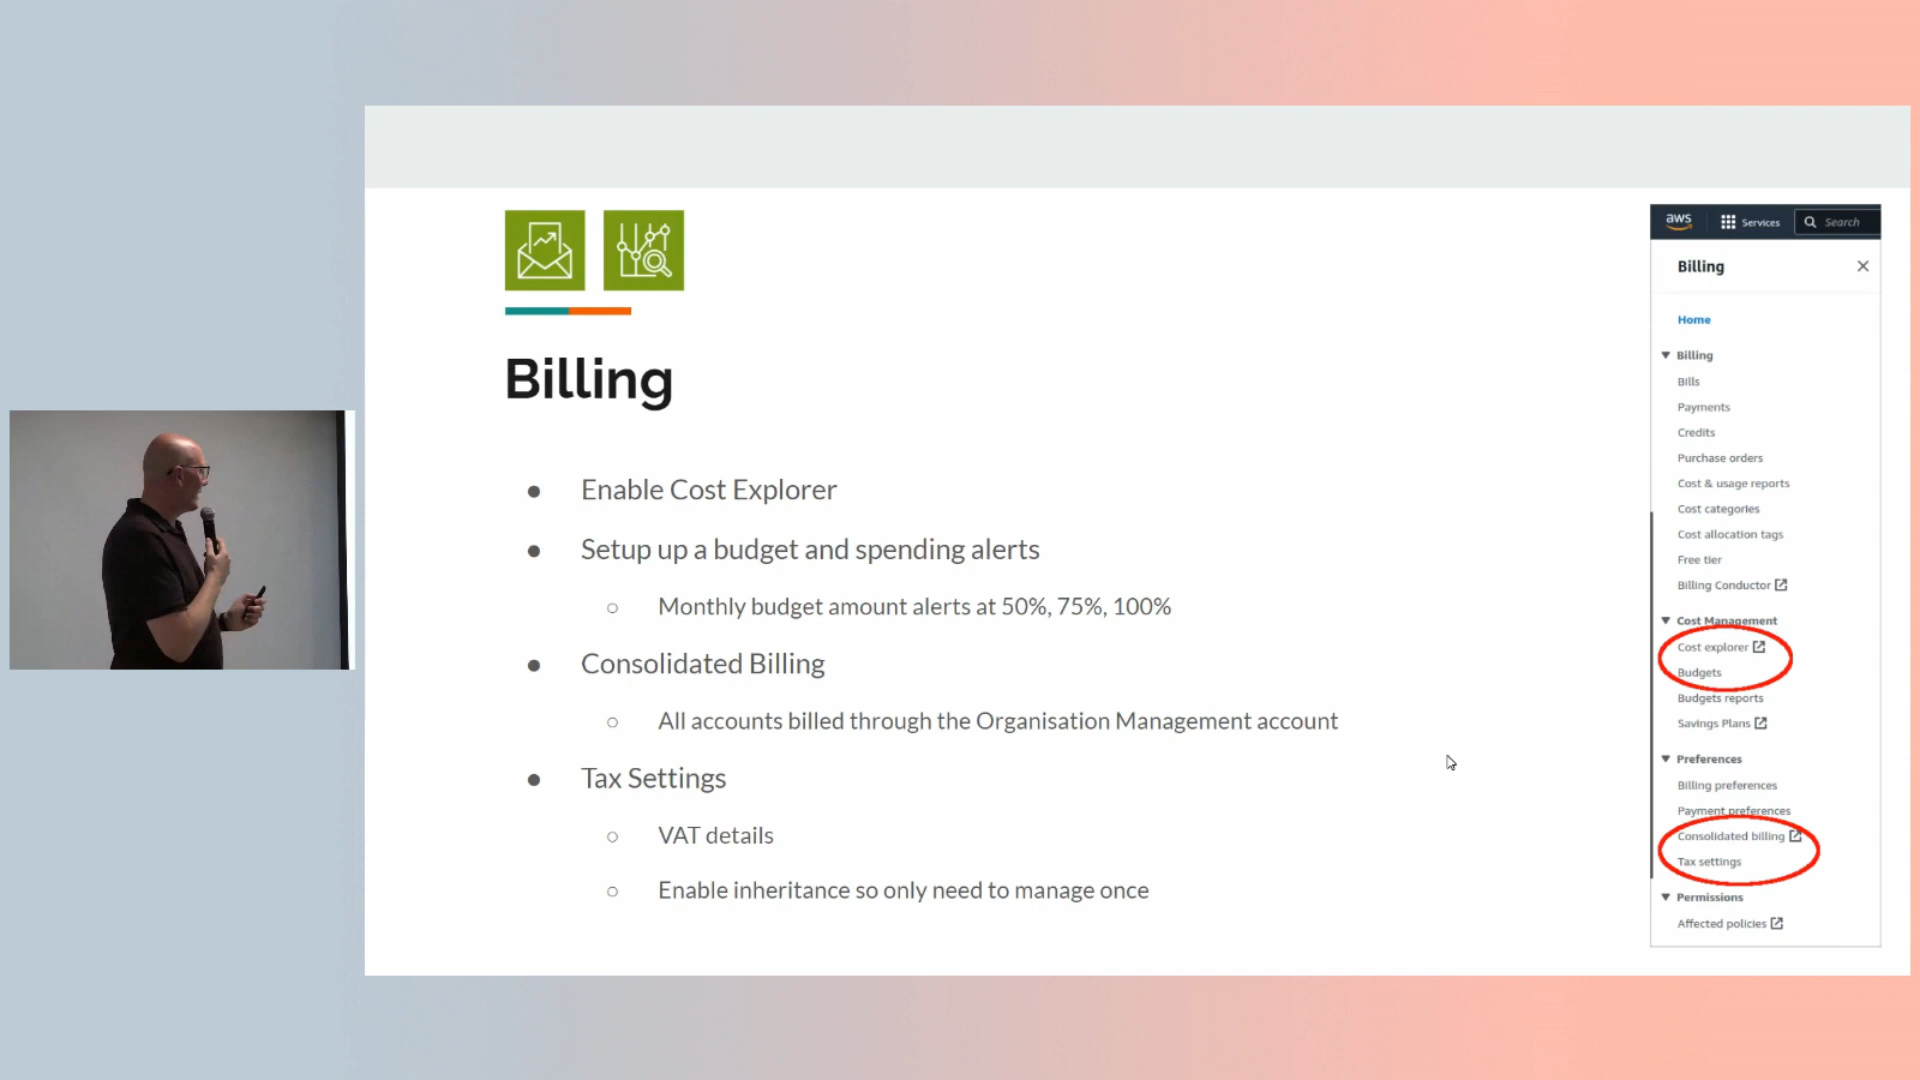 Billing
Enable Cost Explorer
Setup up a budget and spending alerts
Monthly budget amount alerts at 50%, 75%, 100%
Consolidated Billing
All accounts billed through the Organisation Management account
Tax Settings
VAT details
Enable inheritance so only need to manage once
aws Services Search
Billing
Home
Billing
Bills
Payments
Credits
Purchase orders
Cost & usage reports
Cost categories
Cost allocation tags
Free tier
Billing Conductor
Cost Management
Cost explorer
Budgets
Budgets reports
Savings Plans
Preferences
Billing preferences
Payment preferences
Consolidated billing
Tax settings
Permissions
Affected policies